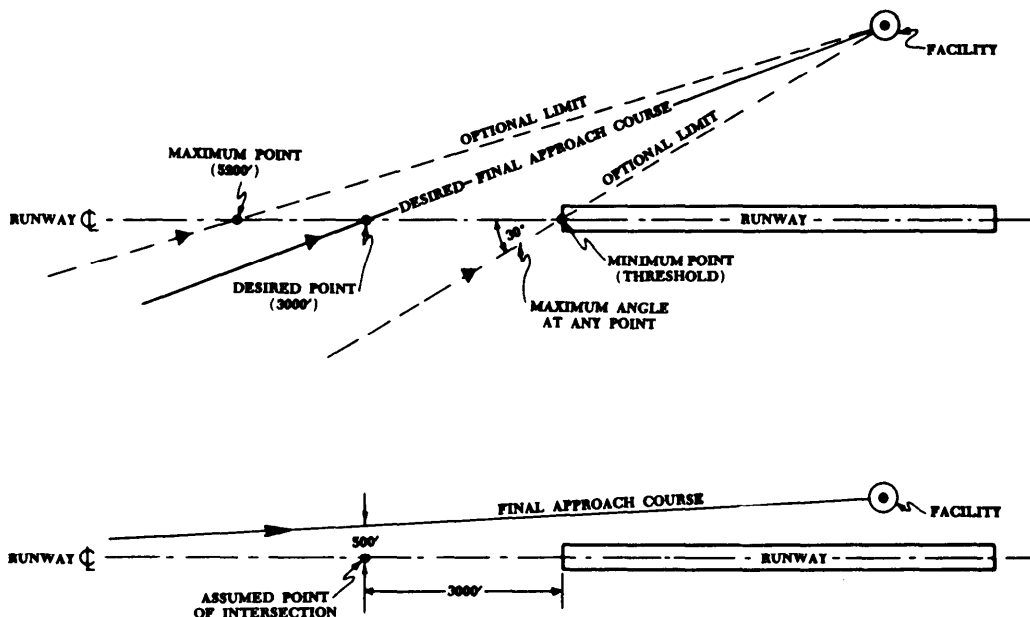 FACILITY
OPTIONAL LIMIT
DESIRED FINAL APPROACH COURSE
OPTIONAL LIMIT
MAXIMUM POINT
(5200')
RUNWAY ℄
RUNWAY
30°
MINIMUM POINT
(THRESHOLD)
DESIRED POINT
(3000')
MAXIMUM ANGLE
AT ANY POINT
FINAL APPROACH COURSE
FACILITY
500'
RUNWAY ℄
RUNWAY
ASSUMED POINT
OF INTERSECTION
3000'